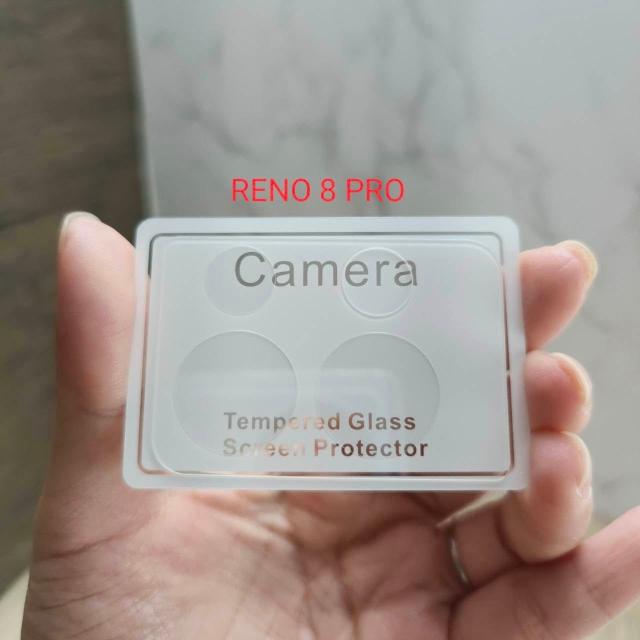 RENO 8 PRO
Camera
Tempered Glass
Screen Protector